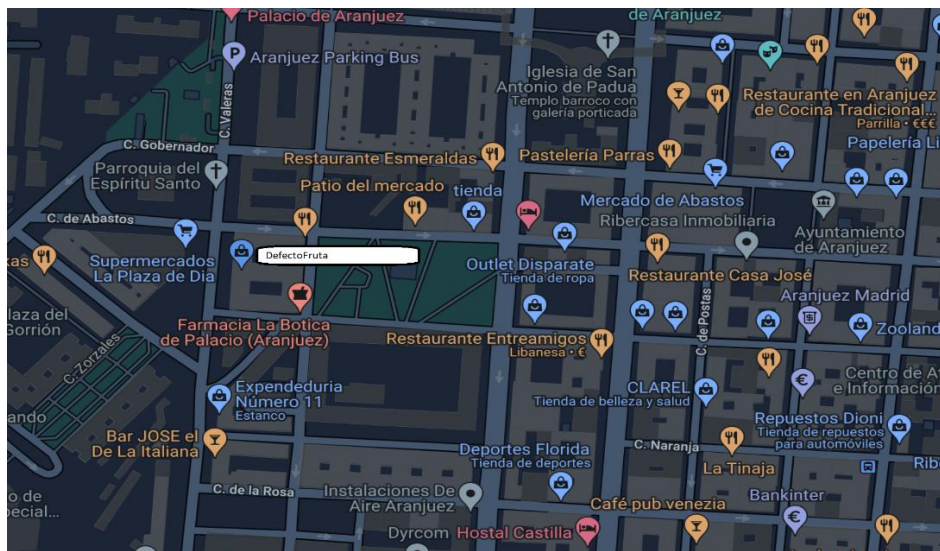 Palacio de Aranjuez
de Aranjuez
P
Aranjuez Parking Bus
Iglesia de San
Antonio de Padua
Templo barroco con
galería porticada
Restaurante en Aranjuez
de Cocina Tradicional...
Parrilla • €€€
C. Valeras
C. Gobernador
Papelería Li
Restaurante Esmeraldas
Pastelería Parras
Parroquia del
Espíritu Santo
Patio del mercado
tienda
Mercado de Abastos
Ribercasa Inmobiliaria
C. de Abastos
Ayuntamiento
de Aranjuez
Supermercados
La Plaza de Dia
DefectoFruta
xas
Outlet Disparate
Tienda de ropa
Restaurante Casa José
Aranjuez Madrid
laza del
Gorrión
Farmacia La Botica
de Palacio (Aranjuez)
Restaurante Entreamigos
Libanesa • €
C. de Postas
Zooland
C. Zorzales
Centro de At
e Información
€
Expendeduria
Número 11
Estanco
CLAREL
Tienda de belleza y salud
ando
Repuestos Dioni
Tienda de repuestos
para automóviles
Bar JOSE el
De La Italiana
Deportes Florida
Tienda de deportes
C. Naranja
La Tinaja
Rib
C. de la Rosa
Instalaciones De
Aire Aranjuez
o de
pecial...
Café pub venezia
Bankinter
€
Dyrcom
Hostal Castilla